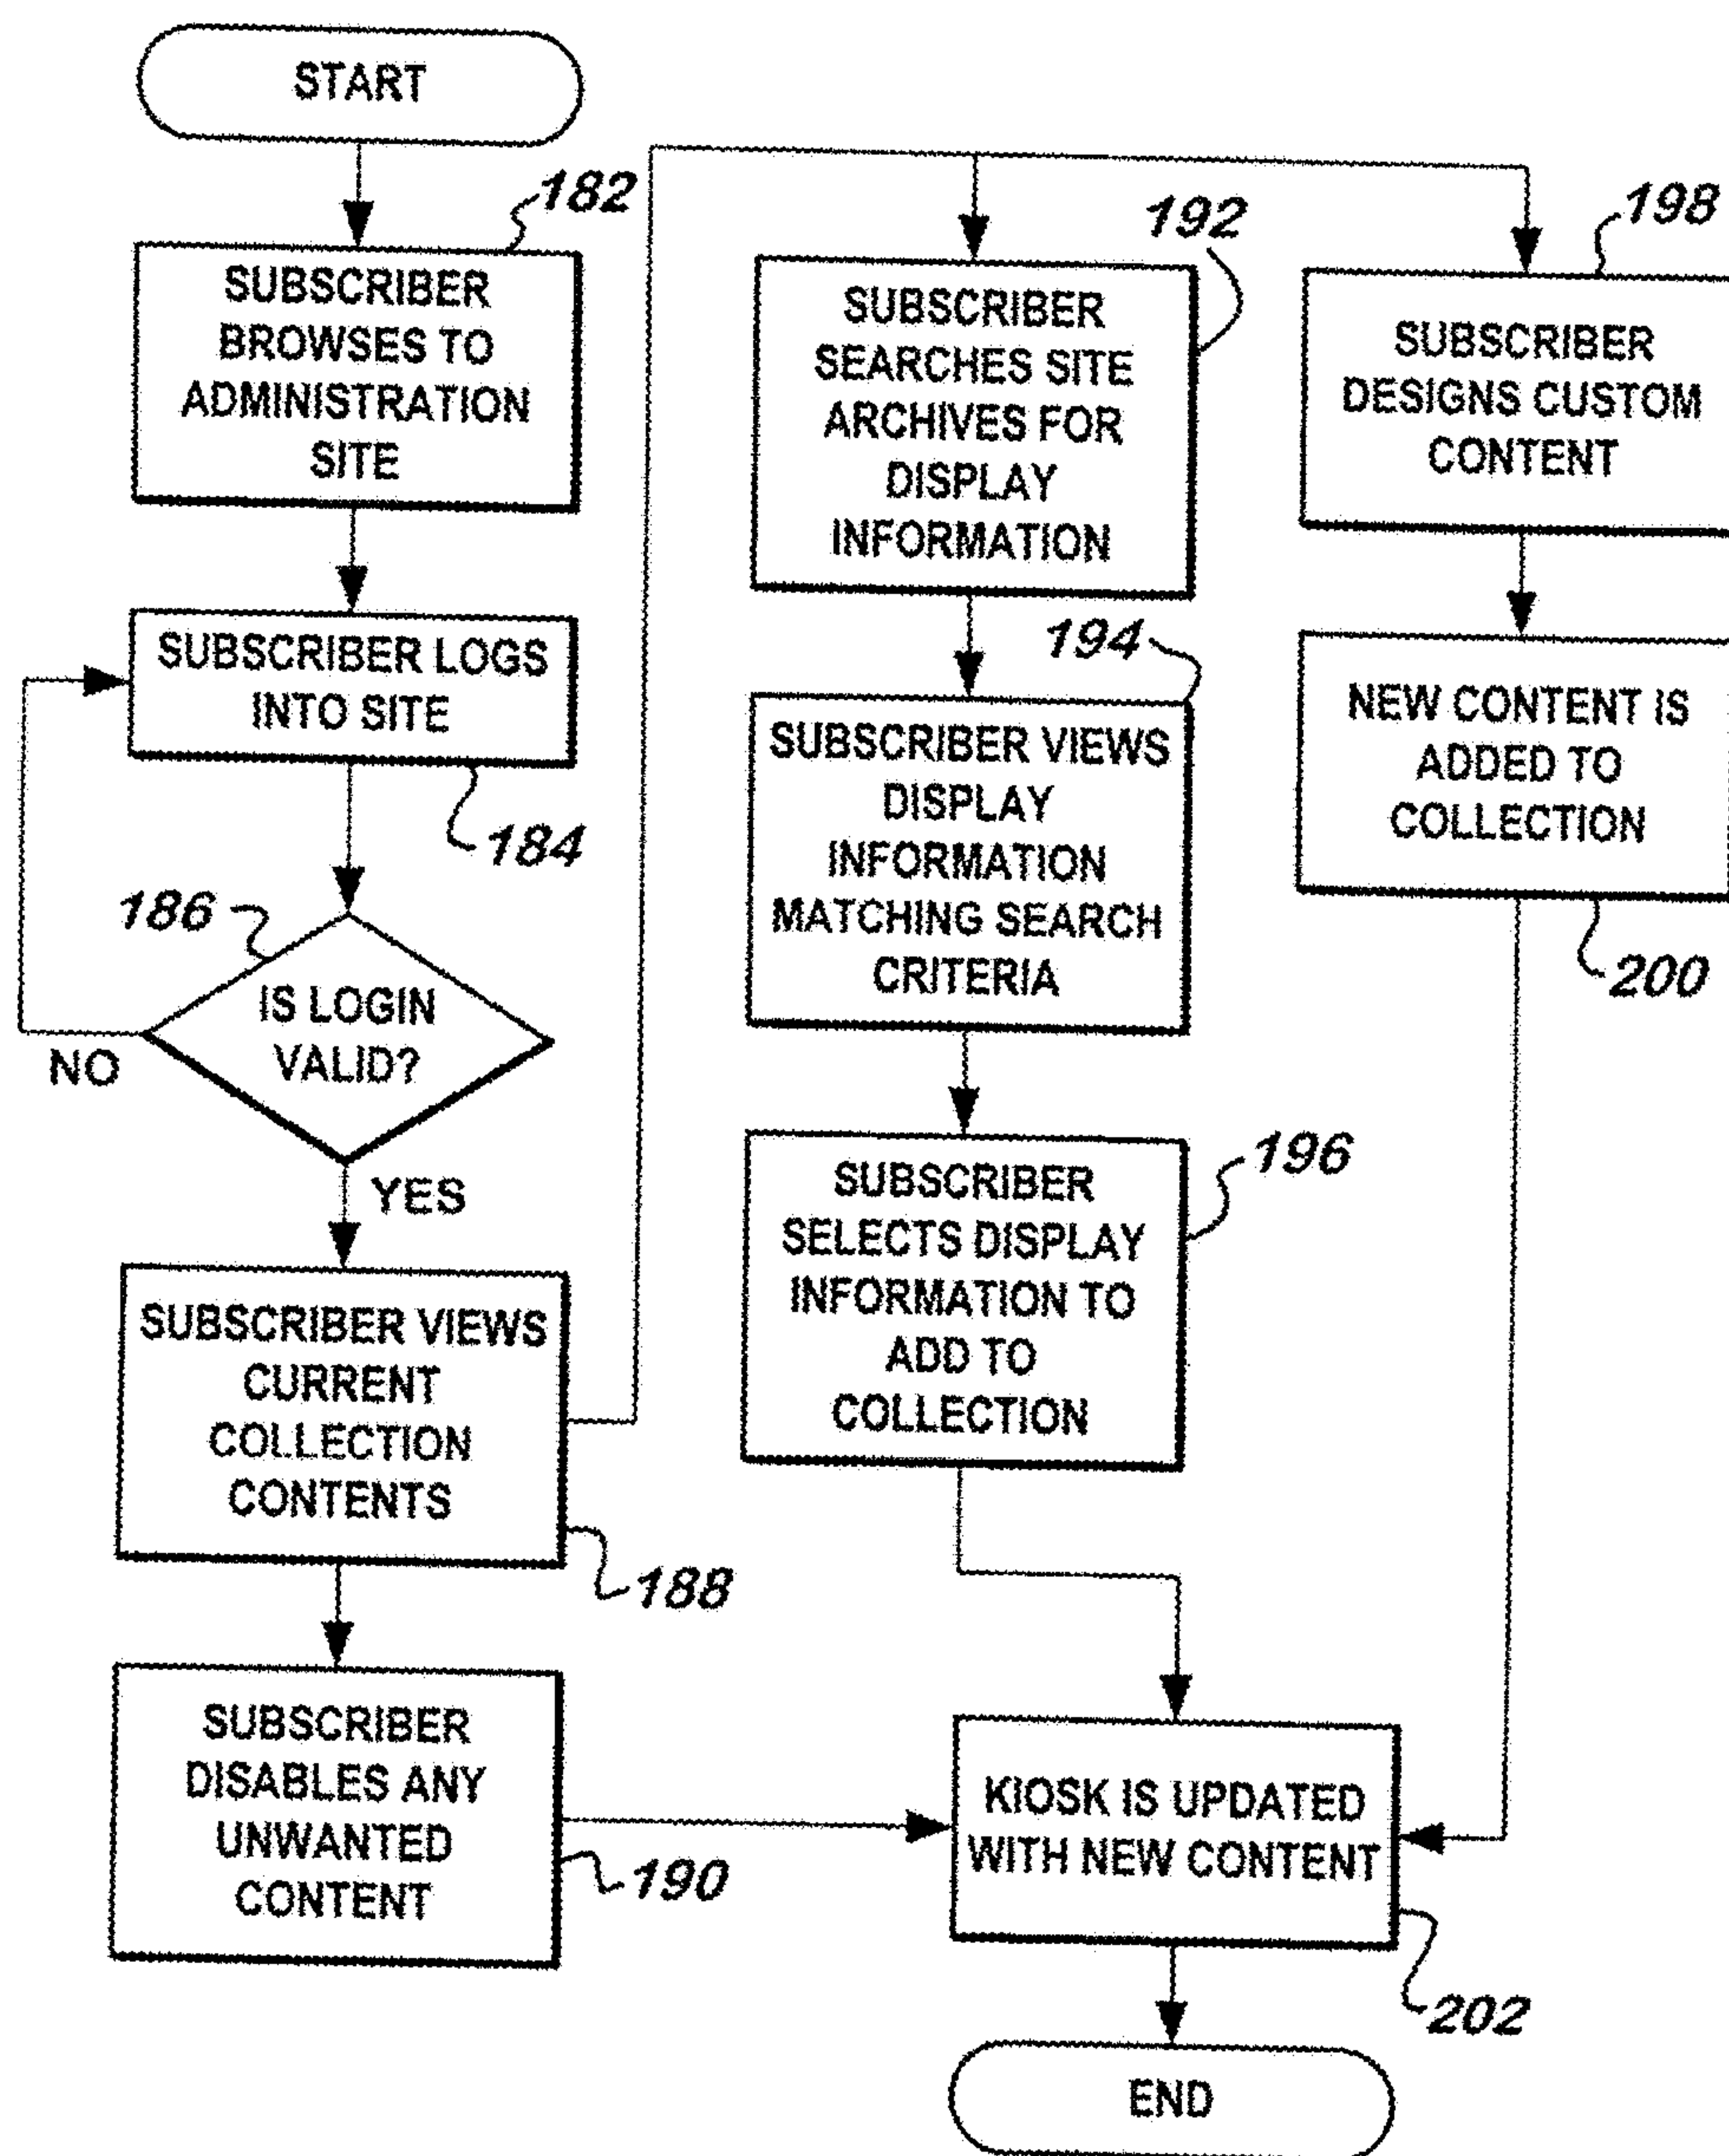 START
182
SUBSCRIBER
BROWSES TO
ADMINISTRATION
SITE
SUBSCRIBER LOGS
INTO SITE
184
186
IS LOGIN
VALID?
NO
YES
SUBSCRIBER VIEWS
CURRENT
COLLECTION
CONTENTS
188
SUBSCRIBER
DISABLES ANY
UNWANTED
CONTENT
190
192
SUBSCRIBER
SEARCHES SITE
ARCHIVES FOR
DISPLAY
INFORMATION
194
SUBSCRIBER VIEWS
DISPLAY
INFORMATION
MATCHING SEARCH
CRITERIA
196
SUBSCRIBER
SELECTS DISPLAY
INFORMATION TO
ADD TO
COLLECTION
198
SUBSCRIBER
DESIGNS CUSTOM
CONTENT
NEW CONTENT IS
ADDED TO
COLLECTION
200
KIOSK IS UPDATED
WITH NEW CONTENT
202
END